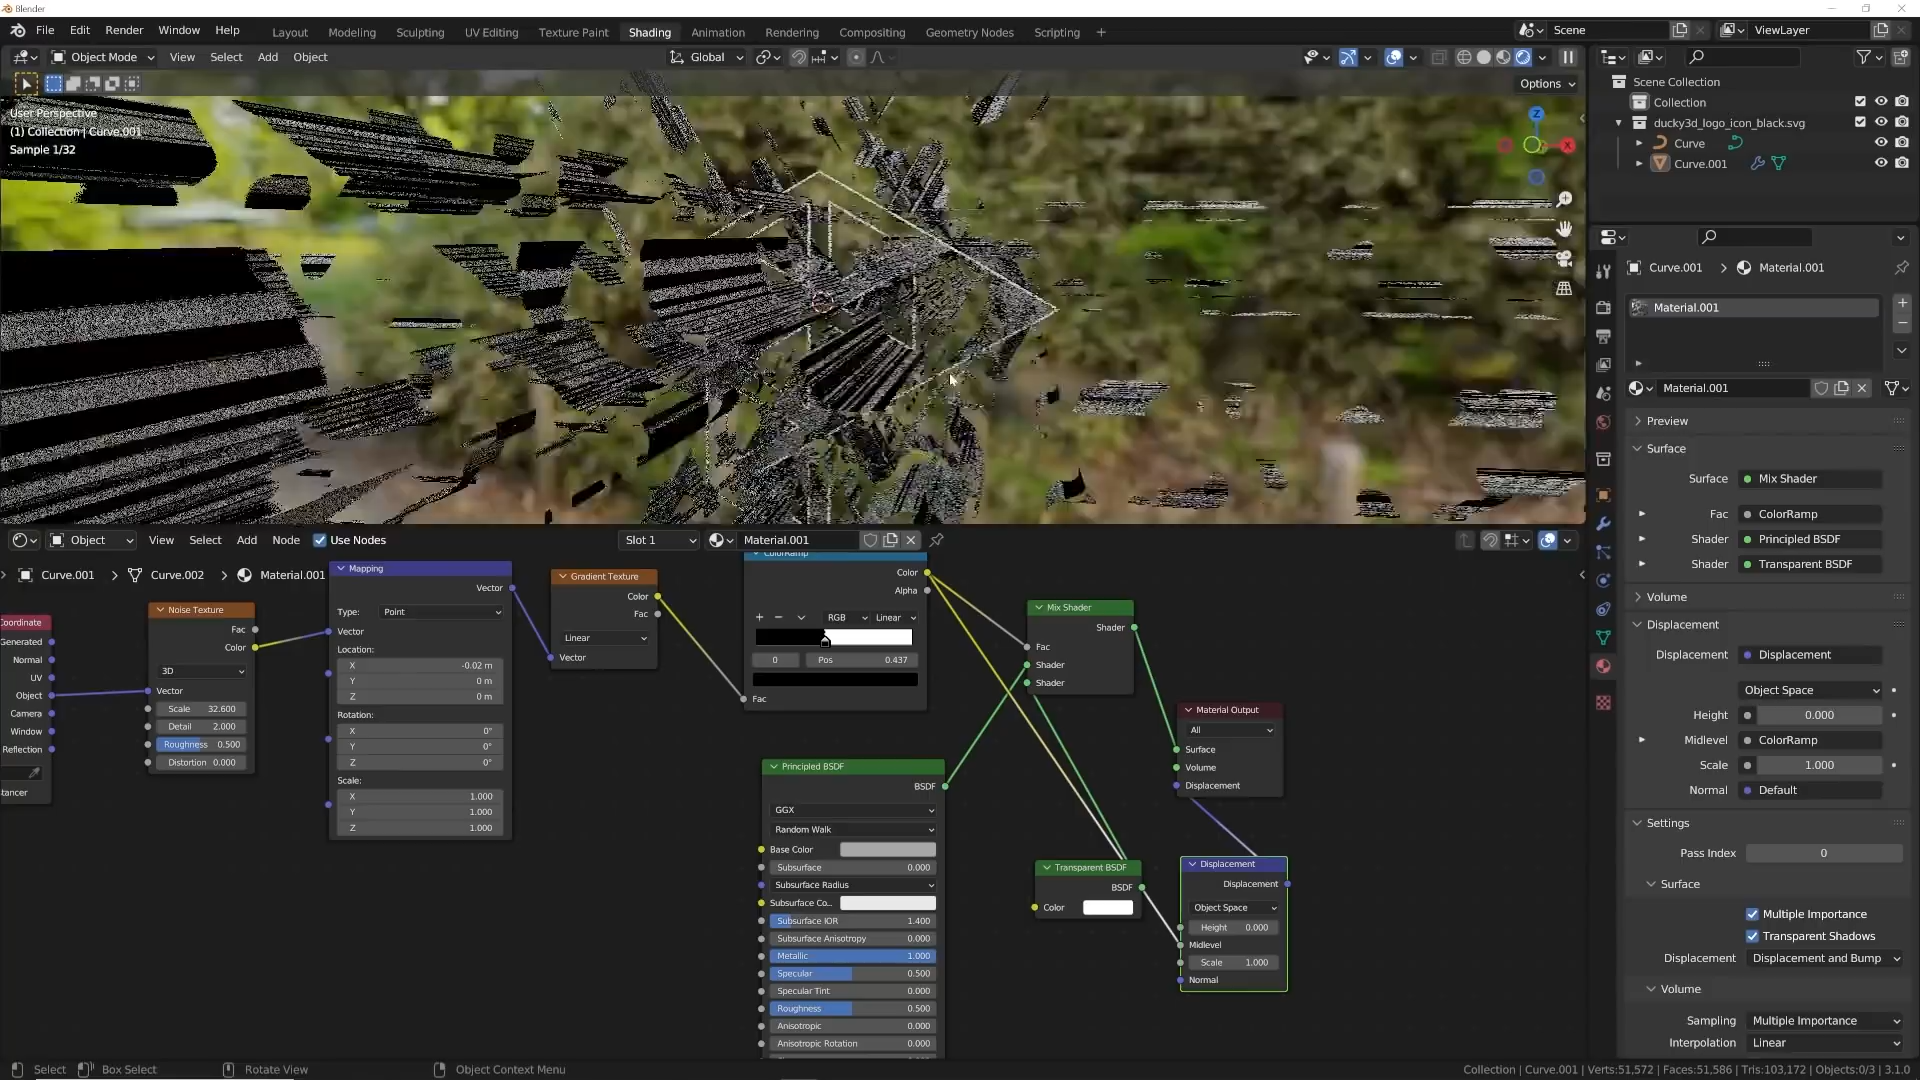 Blender
File Edit Render Window Help Layout Modeling Sculpting UV Editing Texture Paint Shading Animation Rendering Compositing Geometry Nodes Scripting + Scene ViewLayer
Object Mode View Select Add Object Global
Options
User Perspective
(1) Collection | Curve.001
Sample 1/32
Z
X
Scene Collection
Collection
ducky3d_logo_icon_black.svg
Curve
Curve.001
Curve.001 > Material.001
Material.001
Material.001
Preview
Surface
Surface Mix Shader
Fac ColorRamp
Shader Principled BSDF
Shader Transparent BSDF
Volume
Displacement
Displacement Displacement
Object Space
Height 0.000
Midlevel ColorRamp
Scale 1.000
Normal Default
Settings
Pass Index 0
Surface
Multiple Importance
Transparent Shadows
Displacement Displacement and Bump
Volume
Sampling Multiple Importance
Interpolation Linear
Object View Select Add Node Use Nodes Slot 1 Material.001
Curve.001 > Curve.002 > Material.001
Coordinate
Generated
Normal
UV
Object
Camera
Window
Reflection
tancer
Noise Texture
Fac
Color
3D
Vector
Scale 32.600
Detail 2.000
Roughness 0.500
Distortion 0.000
Mapping
Vector
Type: Point
Vector
Location:
X -0.02 m
Y 0 m
Z 0 m
Rotation:
X 0°
Y 0°
Z 0°
Scale:
X 1.000
Y 1.000
Z 1.000
Gradient Texture
Color
Fac
Linear
Vector
ColorRamp
Color
Alpha
+ − RGB Linear
0 Pos 0.437
Fac
Principled BSDF
BSDF
GGX
Random Walk
Base Color
Subsurface 0.000
Subsurface Radius
Subsurface Co..
Subsurface IOR 1.400
Subsurface Anisotropy 0.000
Metallic 1.000
Specular 0.500
Specular Tint 0.000
Roughness 0.500
Anisotropic 0.000
Anisotropic Rotation 0.000
Mix Shader
Shader
Fac
Shader
Shader
Transparent BSDF
BSDF
Color
Material Output
All
Surface
Volume
Displacement
Displacement
Displacement
Object Space
Height 0.000
Midlevel
Scale 1.000
Normal
Select Box Select Rotate View Object Context Menu Collection | Curve.001 | Verts:51,572 | Faces:51,586 | Tris:103,172 | Objects:0/3 | 3.1.0